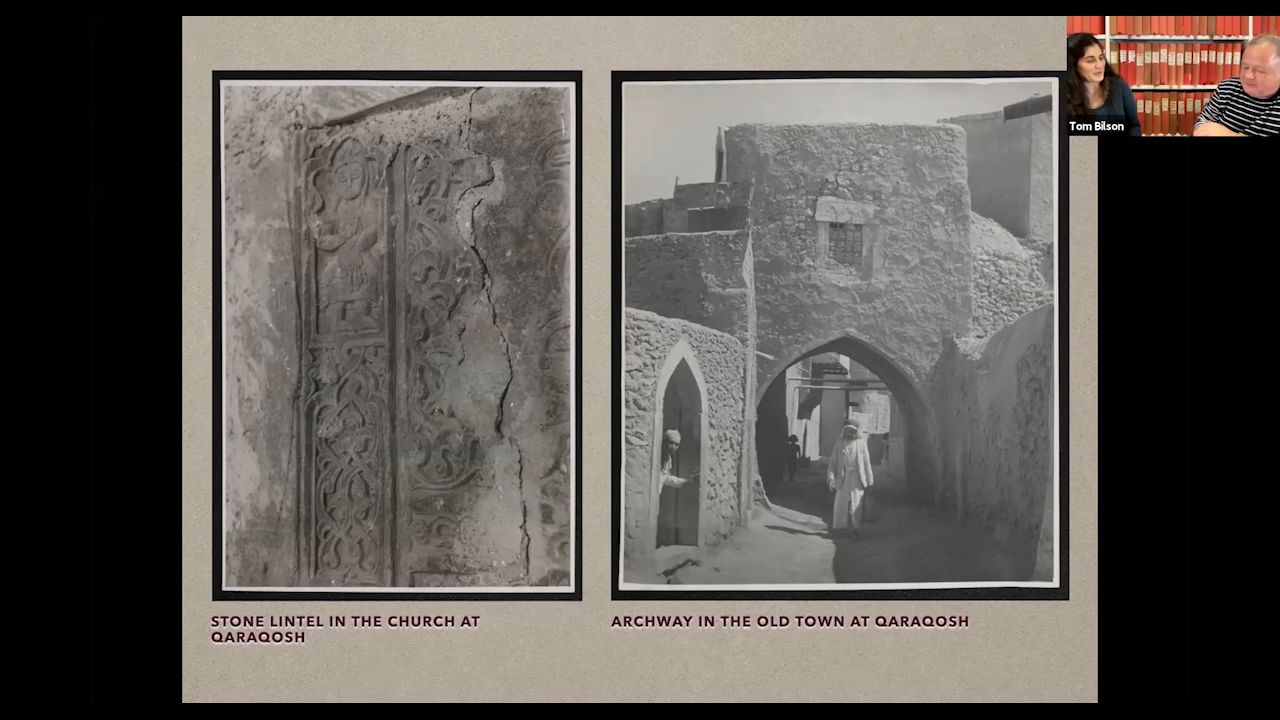 Tom Bilson
STONE LINTEL IN THE CHURCH AT
QARAQOSH
ARCHWAY IN THE OLD TOWN AT QARAQOSH